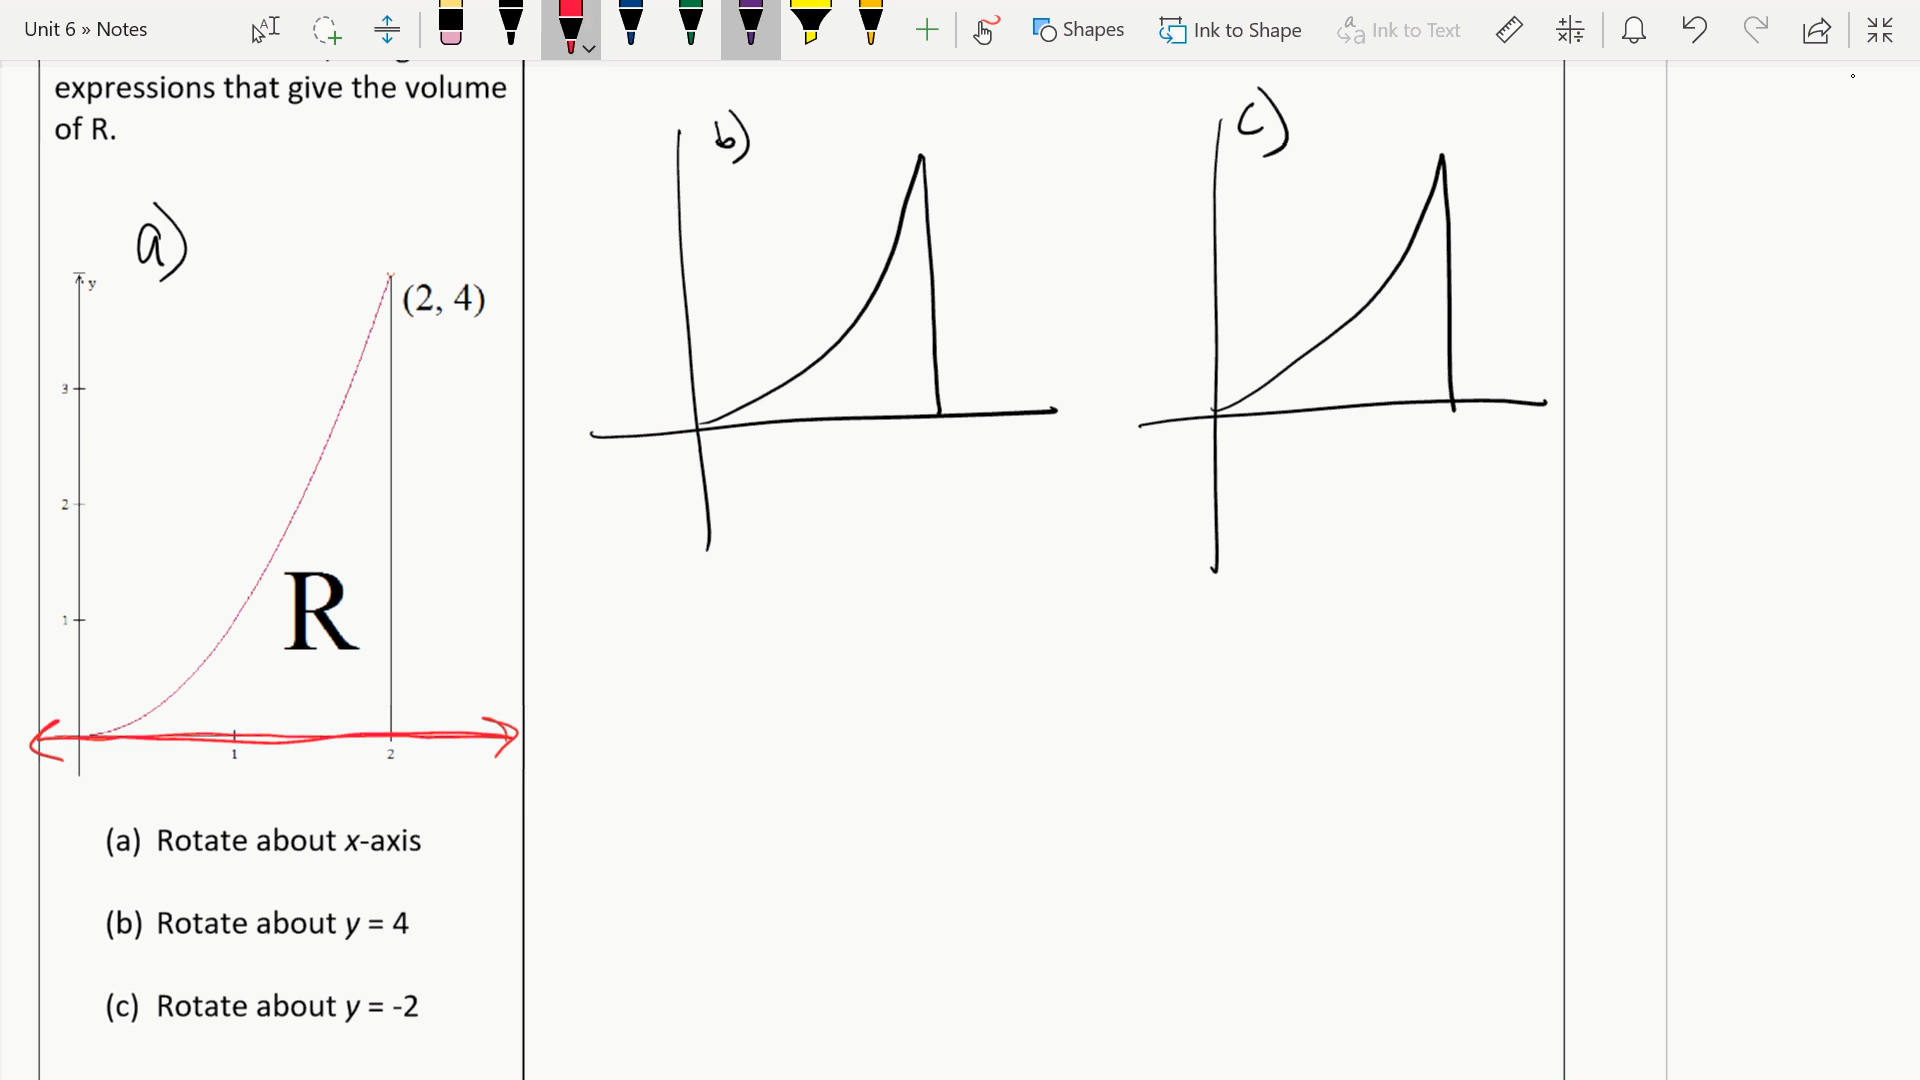 Unit 6 » Notes
Shapes
Ink to Shape
Ink to Text
expressions that give the volume
of R.
a)
b)
c)
y
(2, 4)
3
2
1
R
1 2
(a) Rotate about x-axis
(b) Rotate about y = 4
(c) Rotate about y = -2